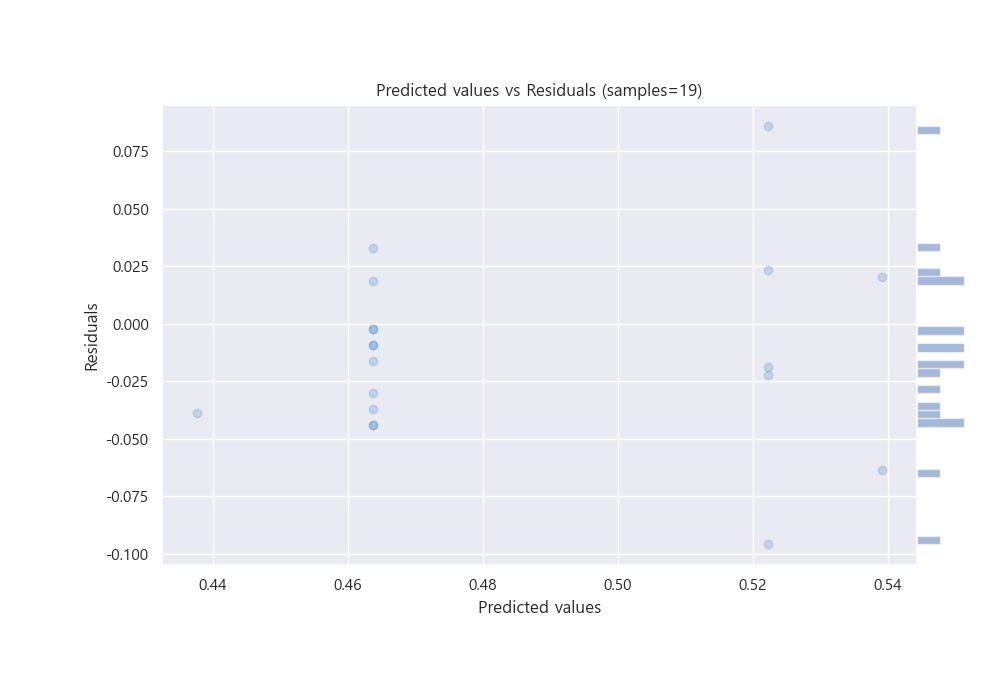 Predicted values vs Residuals (samples=19)
0.075
0.050
0.025
0.000
-0.025
-0.050
-0.075
-0.100
Residuals
0.44 0.46 0.48 0.50 0.52 0.54
Predicted values